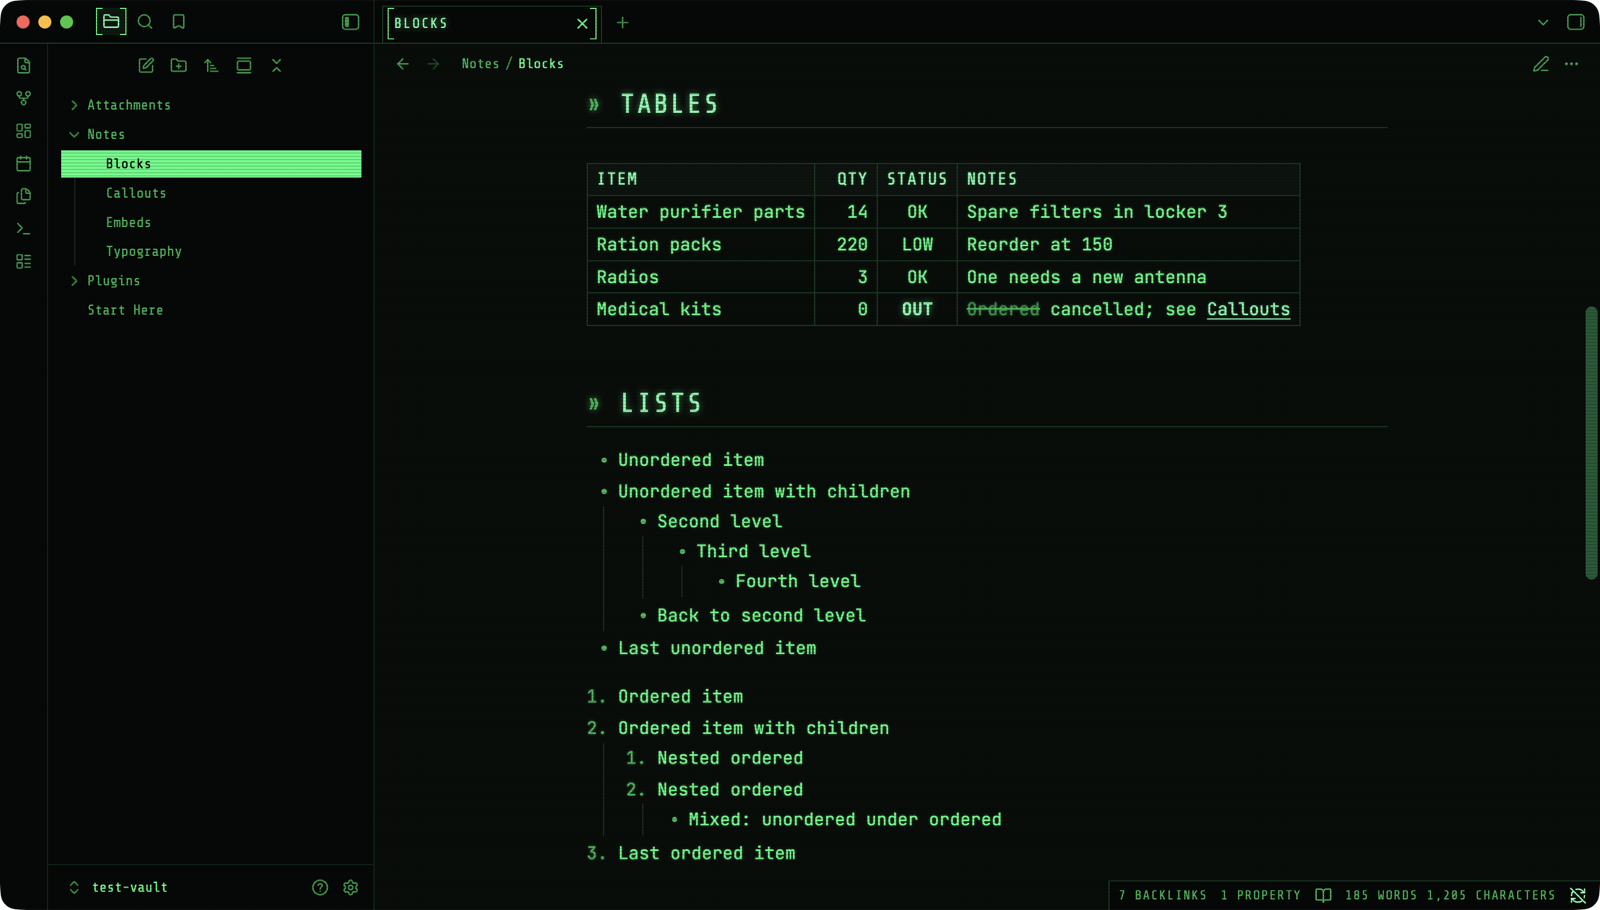 BLOCKS
Notes / Blocks
Attachments
Notes
Blocks
Callouts
Embeds
Typography
Plugins
Start Here
test-vault
» TABLES
ITEM QTY STATUS NOTES
Water purifier parts 14 OK Spare filters in locker 3
Ration packs 220 LOW Reorder at 150
Radios 3 OK One needs a new antenna
Medical kits 0 OUT Ordered cancelled; see Callouts
» LISTS
• Unordered item
• Unordered item with children
• Second level
• Third level
• Fourth level
• Back to second level
• Last unordered item
1. Ordered item
2. Ordered item with children
1. Nested ordered
2. Nested ordered
• Mixed: unordered under ordered
3. Last ordered item
7 BACKLINKS 1 PROPERTY 185 WORDS 1,205 CHARACTERS